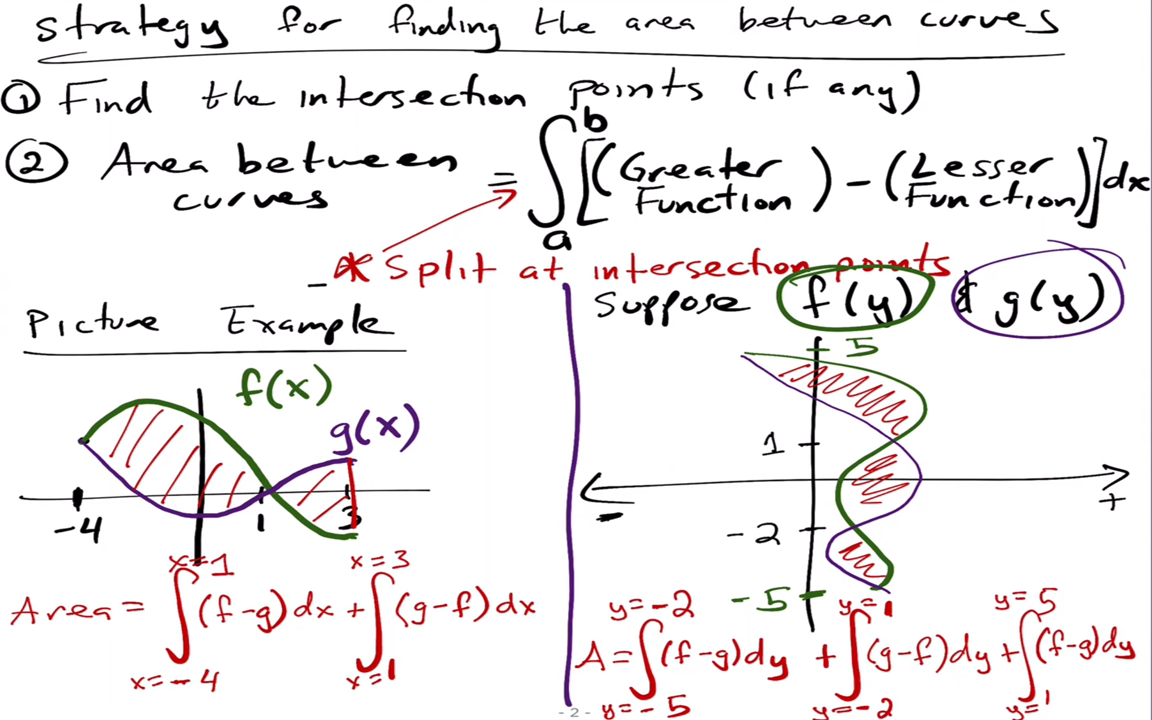 strategy for finding the area between curves
① Find the intersection points (if any)
② Area between curves = ∫_a^b [(Greater Function) - (Lesser Function)] dx
* Split at intersection points
Picture Example
f(x)
g(x)
-4
1
3
Area = ∫_{x=-4}^{x=1} (f-g) dx + ∫_{x=1}^{x=3} (g-f) dx
Suppose f(y) & g(y)
5
1
-2
-5
- +
A = ∫_{y=-5}^{y=-2} (f-g) dy + ∫_{y=-2}^{y=1} (g-f) dy + ∫_{y=1}^{y=5} (f-g) dy
-2-